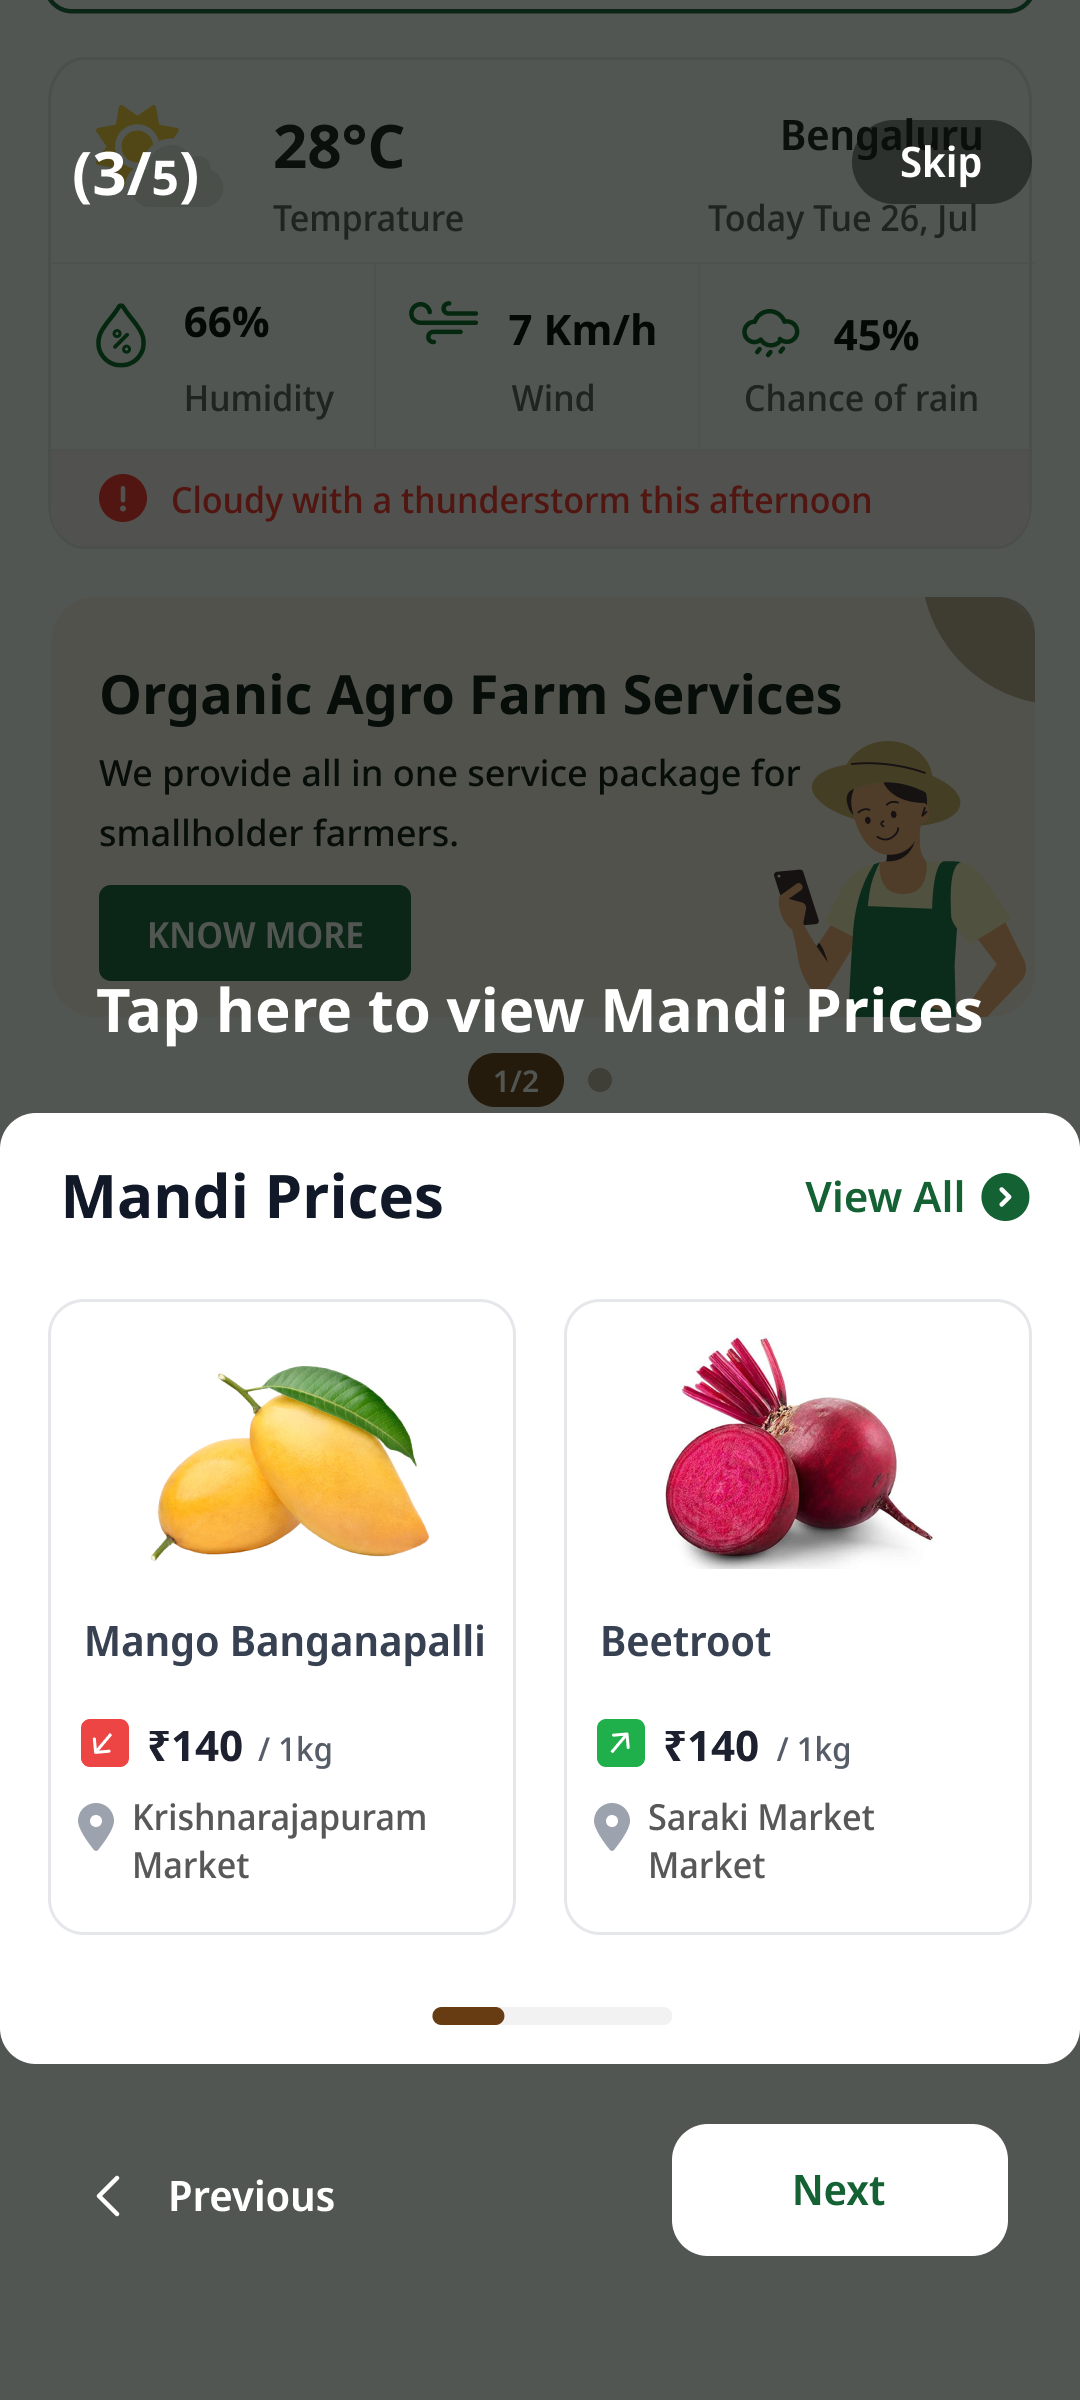 28°C
Bengaluru
(3/5)
Skip
Temprature
Today Tue 26, Jul
66%
7 Km/h
45%
Humidity
Wind
Chance of rain
Cloudy with a thunderstorm this afternoon
Organic Agro Farm Services
We provide all in one service package for
smallholder farmers.
KNOW MORE
Tap here to view Mandi Prices
1/2
Mandi Prices
View All
Mango Banganapalli
Beetroot
₹140 / 1kg
₹140 / 1kg
Krishnarajapuram
Market
Saraki Market
Market
Previous
Next